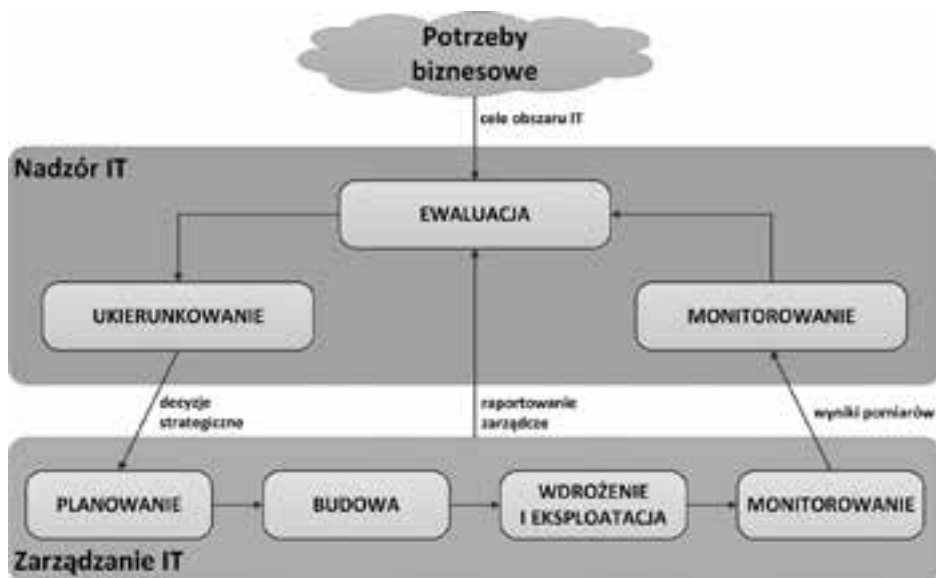 Potrzeby
biznesowe
cele obszaru IT
Nadzór IT
EWALUACJA
UKIERUNKOWANIE
MONITOROWANIE
decyzje
strategiczne
raportowanie
zarządcze
wyniki pomiarów
PLANOWANIE
BUDOWA
WDROŻENIE
I EKSPLOATACJA
MONITOROWANIE
Zarządzanie IT